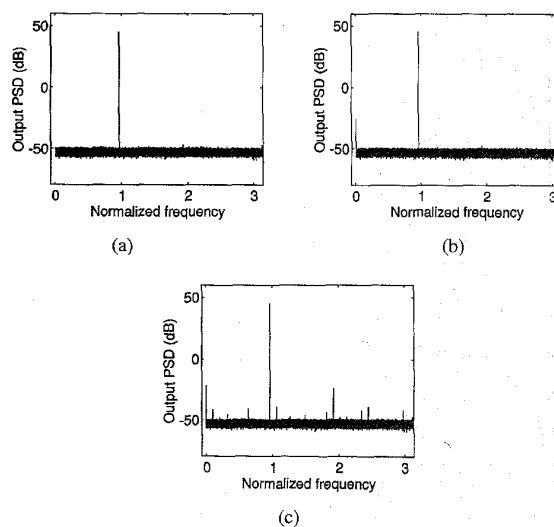 50
0
-50
Output PSD (dB)
0 1 2 3
Normalized frequency
(a)
50
0
-50
Output PSD (dB)
0 1 2 3
Normalized frequency
(b)
50
0
-50
Output PSD (dB)
0 1 2 3
Normalized frequency
(c)